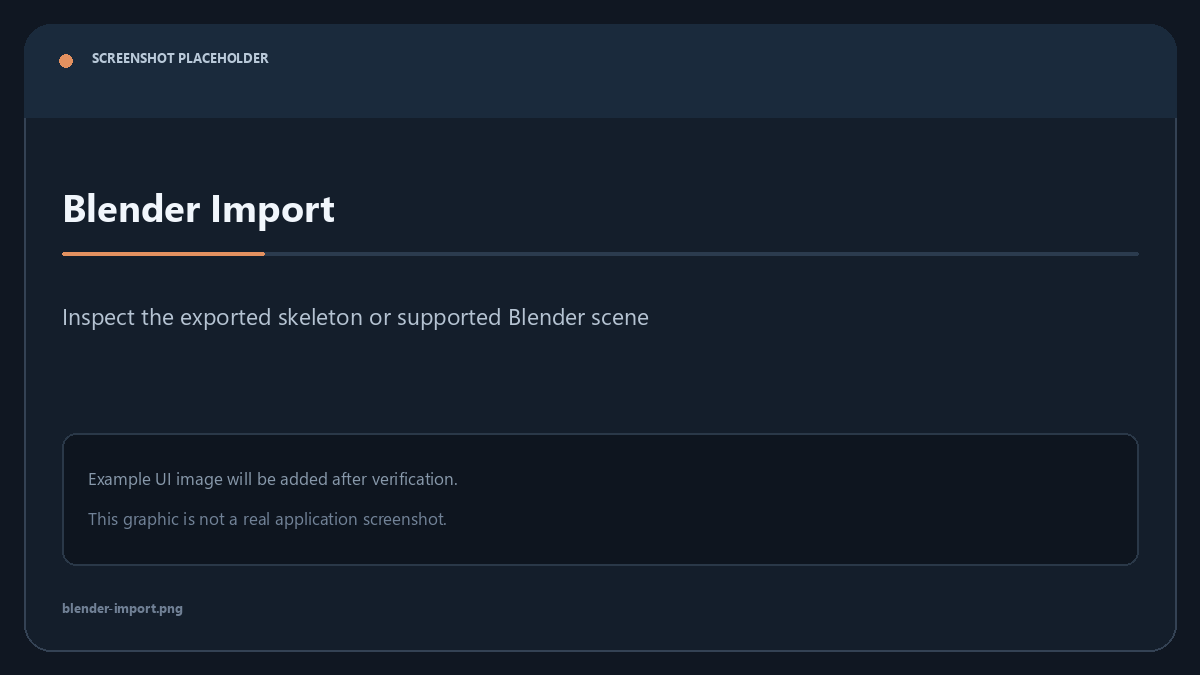 SCREENSHOT PLACEHOLDER
Blender Import
Inspect the exported skeleton or supported Blender scene
Example UI image will be added after verification.
This graphic is not a real application screenshot.
blender-import.png